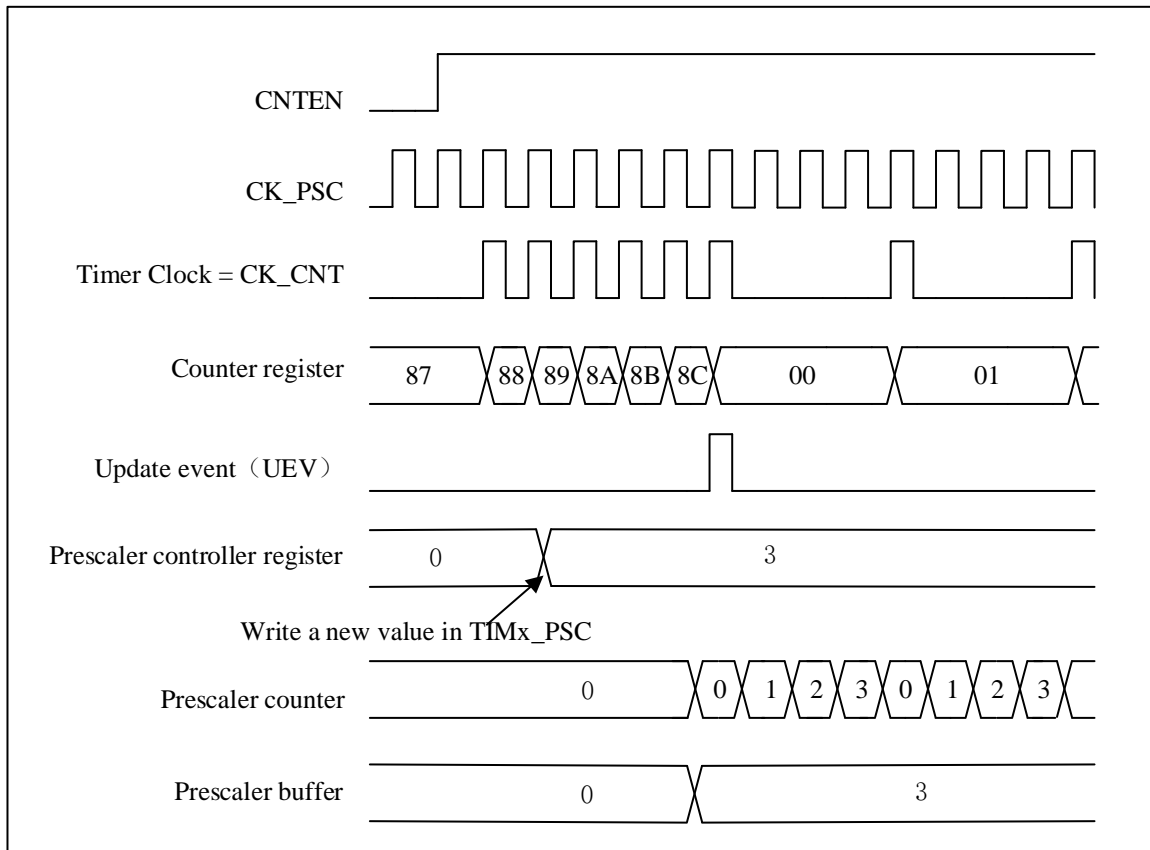 CNTEN
CK_PSC
Timer Clock = CK_CNT
Counter register
87 88 89 8A 8B 8C 00 01
Update event（UEV）
Prescaler controller register
0 3
Write a new value in TIMx_PSC
Prescaler counter
0 0 1 2 3 0 1 2 3
Prescaler buffer
0 3